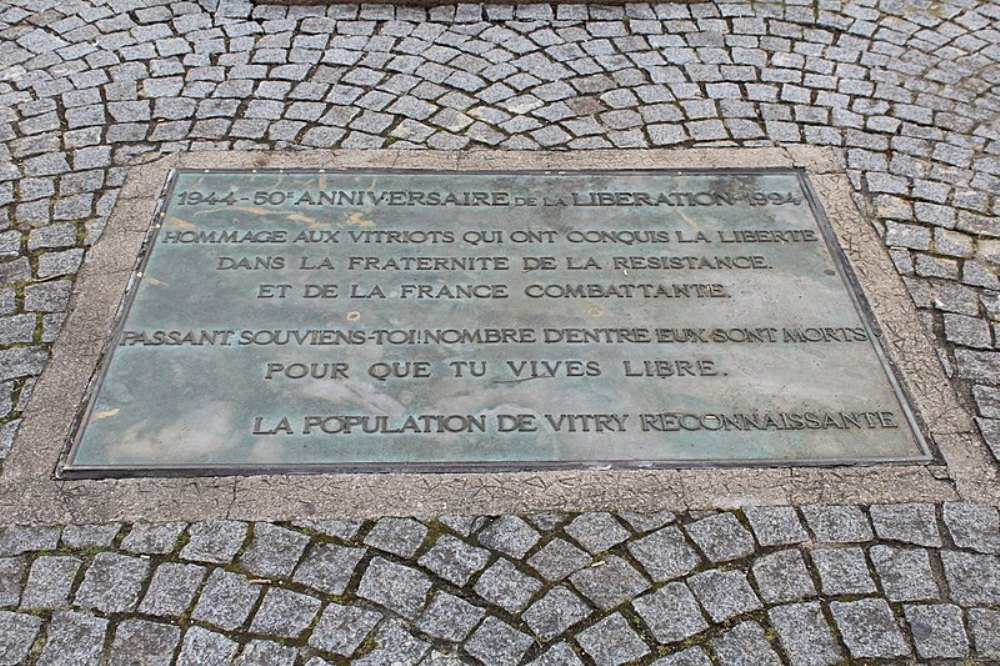 1944-50E ANNIVERSAIRE DE LA LIBERATION-1994
HOMMAGE AUX VITRIOTS QUI ONT CONQUIS LA LIBERTE
DANS LA FRATERNITE DE LA RESISTANCE.
ET DE LA FRANCE COMBATTANTE.
PASSANT, SOUVIENS-TOI! NOMBRE D'ENTRE EUX SONT MORTS
POUR QUE TU VIVES LIBRE.
LA POPULATION DE VITRY RECONNAISSANTE